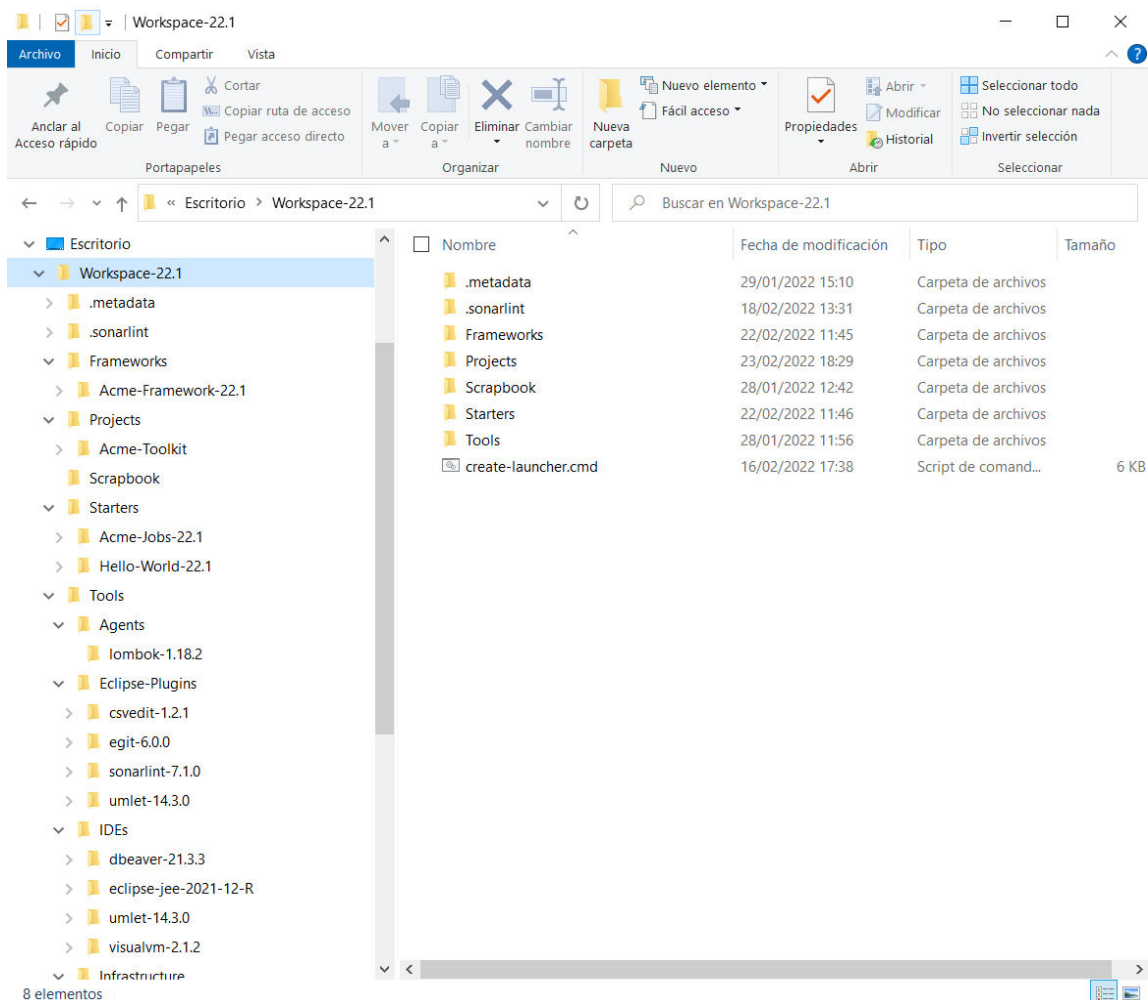 Workspace-22.1
Archivo Inicio Compartir Vista
Anclar al Acceso rápido
Copiar
Pegar
Cortar
Copiar ruta de acceso
Pegar acceso directo
Portapapeles
Mover a
Copiar a
Eliminar
Cambiar nombre
Organizar
Nueva carpeta
Nuevo elemento
Fácil acceso
Nuevo
Propiedades
Abrir
Modificar
Historial
Abrir
Seleccionar todo
No seleccionar nada
Invertir selección
Seleccionar
« Escritorio > Workspace-22.1
Buscar en Workspace-22.1
Escritorio
Workspace-22.1
.metadata
.sonarlint
Frameworks
Acme-Framework-22.1
Projects
Acme-Toolkit
Scrapbook
Starters
Acme-Jobs-22.1
Hello-World-22.1
Tools
Agents
lombok-1.18.2
Eclipse-Plugins
csvedit-1.2.1
egit-6.0.0
sonarlint-7.1.0
umlet-14.3.0
IDEs
dbeaver-21.3.3
eclipse-jee-2021-12-R
umlet-14.3.0
visualvm-2.1.2
Infrastructure
Nombre Fecha de modificación Tipo Tamaño
.metadata 29/01/2022 15:10 Carpeta de archivos
.sonarlint 18/02/2022 13:31 Carpeta de archivos
Frameworks 22/02/2022 11:45 Carpeta de archivos
Projects 23/02/2022 18:29 Carpeta de archivos
Scrapbook 28/01/2022 12:42 Carpeta de archivos
Starters 22/02/2022 11:46 Carpeta de archivos
Tools 28/01/2022 11:56 Carpeta de archivos
create-launcher.cmd 16/02/2022 17:38 Script de comand... 6 KB
8 elementos